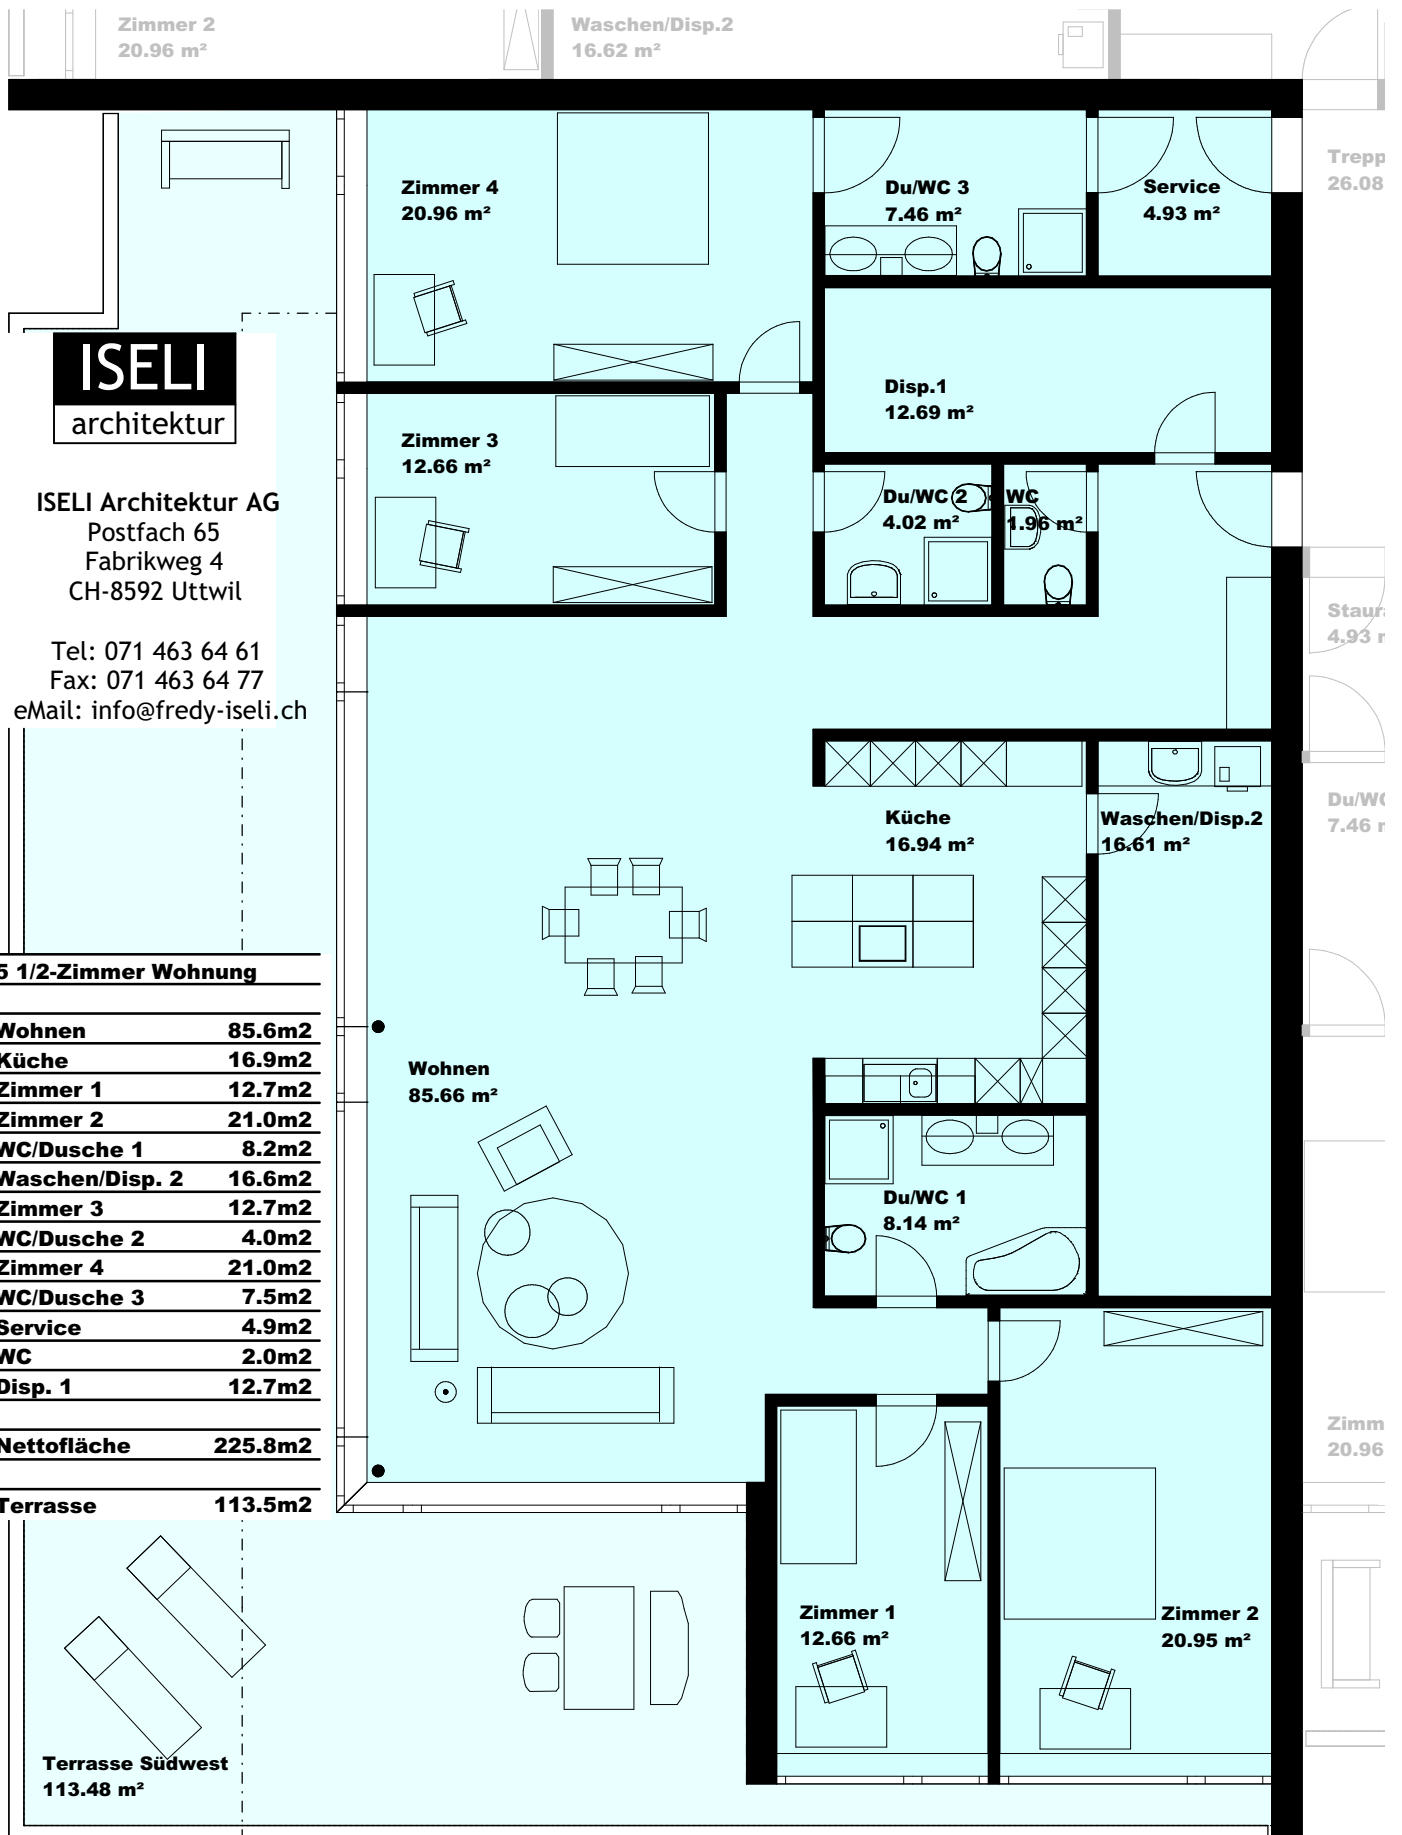 Zimmer 2
20.96 m²
Waschen/Disp.2
16.62 m²
Zimmer 4
20.96 m²
Du/WC 3
7.46 m²
Service
4.93 m²
26.08
ISELI
architektur
Disp.1
12.69 m²
Zimmer 3
12.66 m²
ISELI Architektur AG
Postfach 65
Fabrikweg 4
CH-8592 Uttwil
Du/WC 2
4.02 m²
WC
1.96 m²
Tel: 071 463 64 61
Fax: 071 463 64 77
eMail: info@fredy-iseli.ch
4.93
Küche
16.94 m²
Waschen/Disp.2
16.61 m²
7.46
5 1/2-Zimmer Wohnung
Wohnen 85.6m2
Küche 16.9m2
Zimmer 1 12.7m2
Zimmer 2 21.0m2
WC/Dusche 1 8.2m2
Waschen/Disp. 2 16.6m2
Zimmer 3 12.7m2
WC/Dusche 2 4.0m2
Zimmer 4 21.0m2
WC/Dusche 3 7.5m2
Service 4.9m2
WC 2.0m2
Disp. 1 12.7m2
Nettofläche 225.8m2
Terrasse 113.5m2
Wohnen
85.66 m²
Du/WC 1
8.14 m²
Zimm
20.96
Zimmer 1
12.66 m²
Zimmer 2
20.95 m²
Terrasse Südwest
113.48 m²